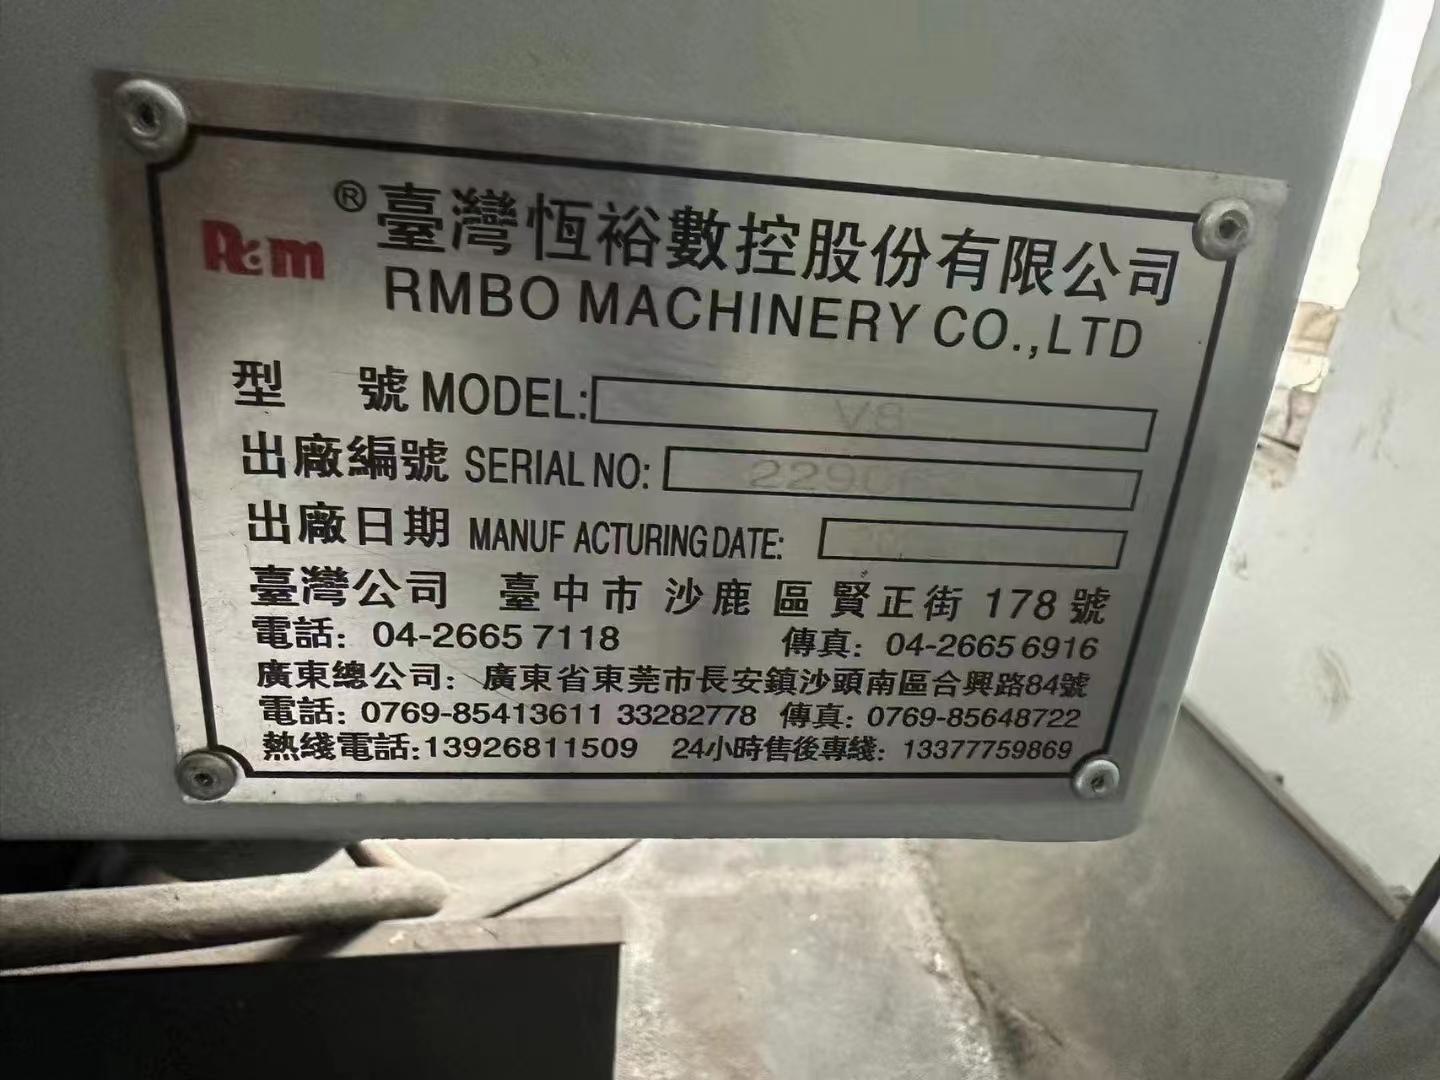 ® 臺灣恆裕數控股份有限公司
Ram
RMBO MACHINERY CO.,LTD
型 號 MODEL: V8
出廠編號 SERIAL NO:
出廠日期 MANUF ACTURING DATE:
臺灣公司 臺中市 沙鹿 區 賢正街 178 號
電話: 04-2665 7118 傳真: 04-2665 6916
廣東總公司: 廣東省東莞市長安鎮沙頭南區合興路84號
電話: 0769-85413611 33282778 傳真: 0769-85648722
熱綫電話:13926811509 24小時售後專綫: 13377759869